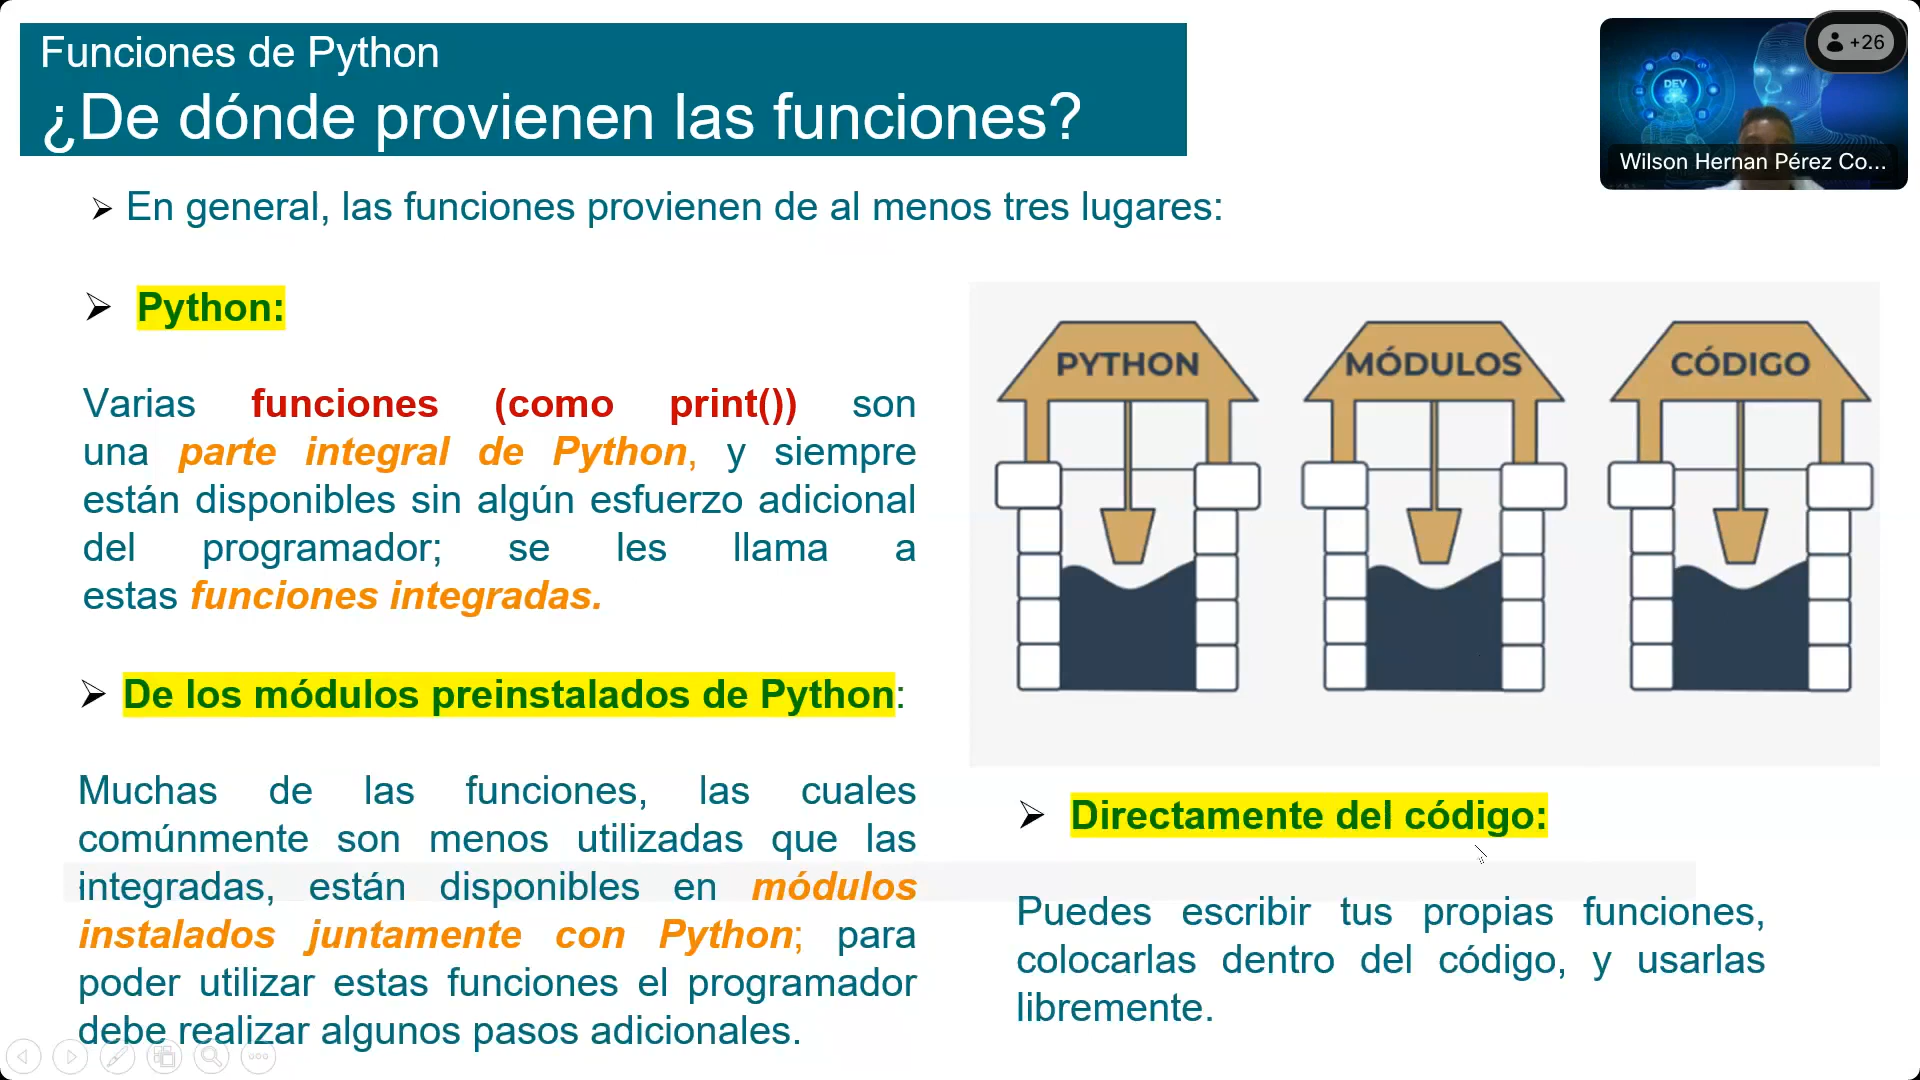 Funciones de Python
¿De dónde provienen las funciones?
+26
DEV
OPS
Wilson Hernan Pérez Co...
➢ En general, las funciones provienen de al menos tres lugares:
➢ Python:
Varias funciones (como print()) son
una parte integral de Python, y siempre
están disponibles sin algún esfuerzo adicional
del programador; se les llama a
estas funciones integradas.
➢ De los módulos preinstalados de Python:
Muchas de las funciones, las cuales
comúnmente son menos utilizadas que las
integradas, están disponibles en módulos
instalados juntamente con Python; para
poder utilizar estas funciones el programador
debe realizar algunos pasos adicionales.
PYTHON
MÓDULOS
CÓDIGO
➢ Directamente del código:
Puedes escribir tus propias funciones,
colocarlas dentro del código, y usarlas
libremente.